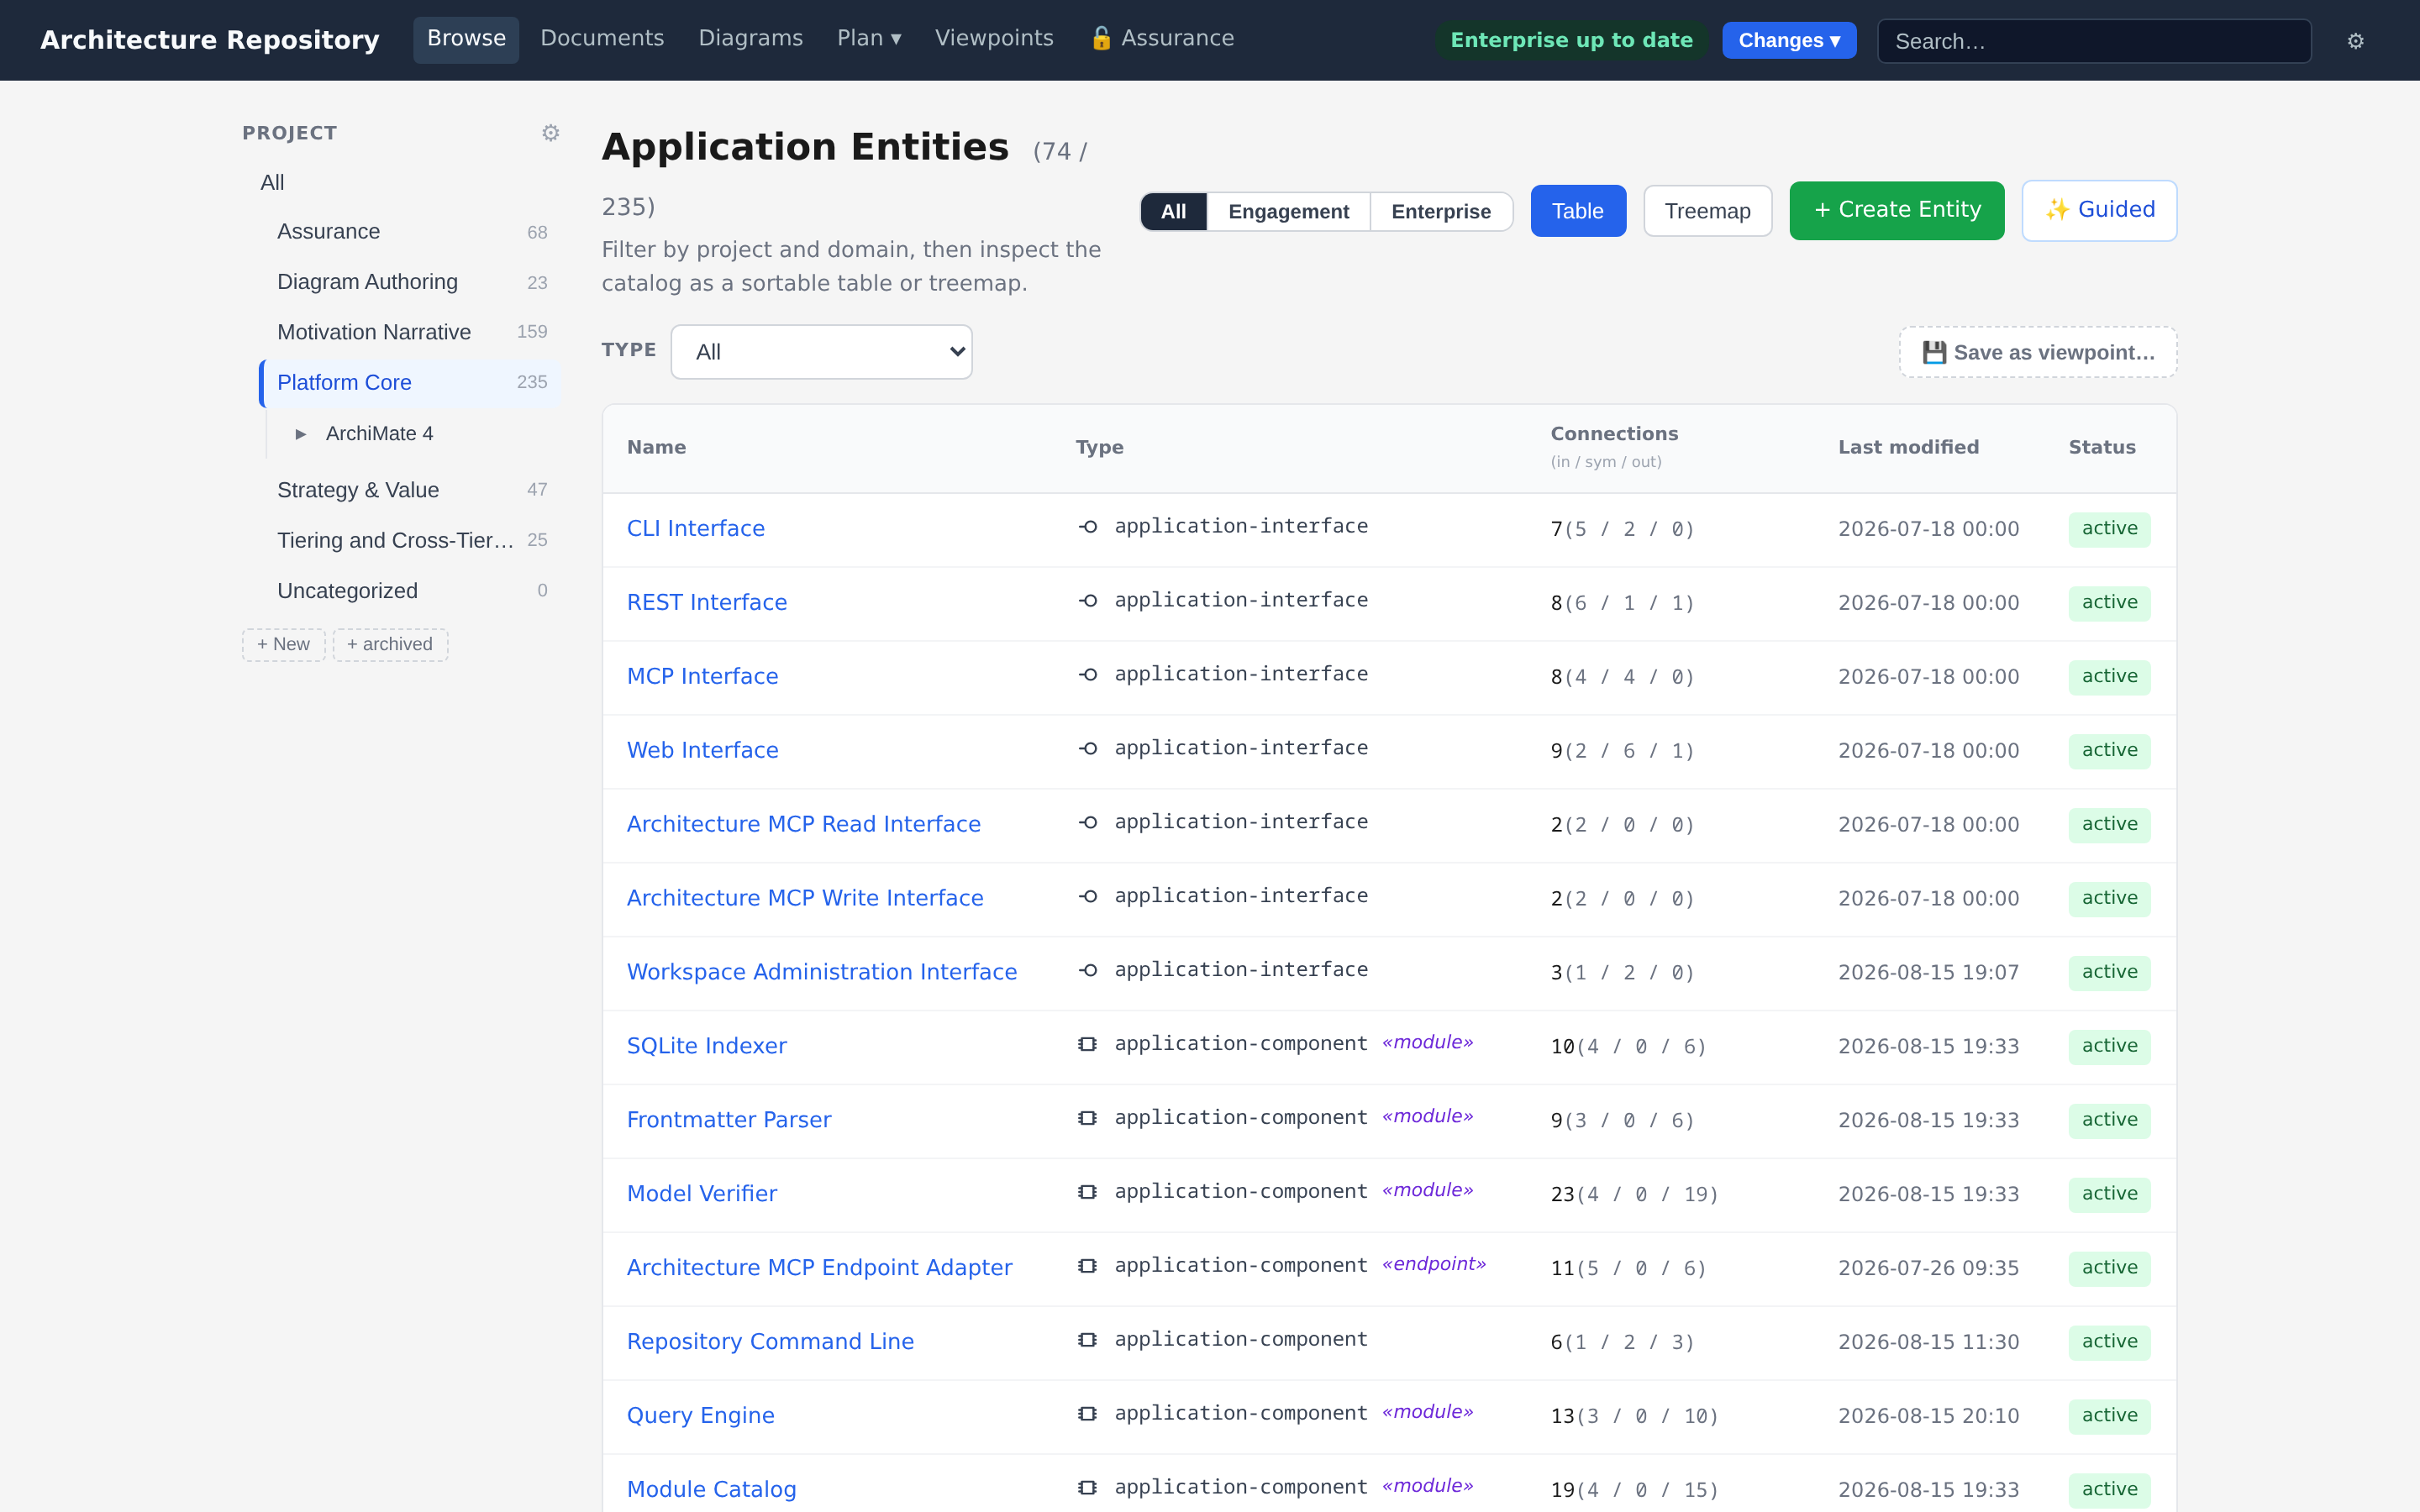 Architecture Repository Browse Documents Diagrams Plan ▾ Viewpoints 🔓 Assurance Enterprise up to date Changes ▾ Search… ⚙
PROJECT ⚙
All
Assurance 68
Diagram Authoring 23
Motivation Narrative 159
Platform Core 235
▶ ArchiMate 4
Strategy & Value 47
Tiering and Cross-Tier… 25
Uncategorized 0
+ New + archived
Application Entities (74 /
235)
Filter by project and domain, then inspect the
catalog as a sortable table or treemap.
All Engagement Enterprise Table Treemap + Create Entity ✨ Guided
TYPE All 💾 Save as viewpoint…
Name Type Connections Last modified Status
(in / sym / out)
CLI Interface application-interface 7(5 / 2 / 0) 2026-07-18 00:00 active
REST Interface application-interface 8(6 / 1 / 1) 2026-07-18 00:00 active
MCP Interface application-interface 8(4 / 4 / 0) 2026-07-18 00:00 active
Web Interface application-interface 9(2 / 6 / 1) 2026-07-18 00:00 active
Architecture MCP Read Interface application-interface 2(2 / 0 / 0) 2026-07-18 00:00 active
Architecture MCP Write Interface application-interface 2(2 / 0 / 0) 2026-07-18 00:00 active
Workspace Administration Interface application-interface 3(1 / 2 / 0) 2026-08-15 19:07 active
SQLite Indexer application-component «module» 10(4 / 0 / 6) 2026-08-15 19:33 active
Frontmatter Parser application-component «module» 9(3 / 0 / 6) 2026-08-15 19:33 active
Model Verifier application-component «module» 23(4 / 0 / 19) 2026-08-15 19:33 active
Architecture MCP Endpoint Adapter application-component «endpoint» 11(5 / 0 / 6) 2026-07-26 09:35 active
Repository Command Line application-component 6(1 / 2 / 3) 2026-08-15 11:30 active
Query Engine application-component «module» 13(3 / 0 / 10) 2026-08-15 20:10 active
Module Catalog application-component «module» 19(4 / 0 / 15) 2026-08-15 19:33 active